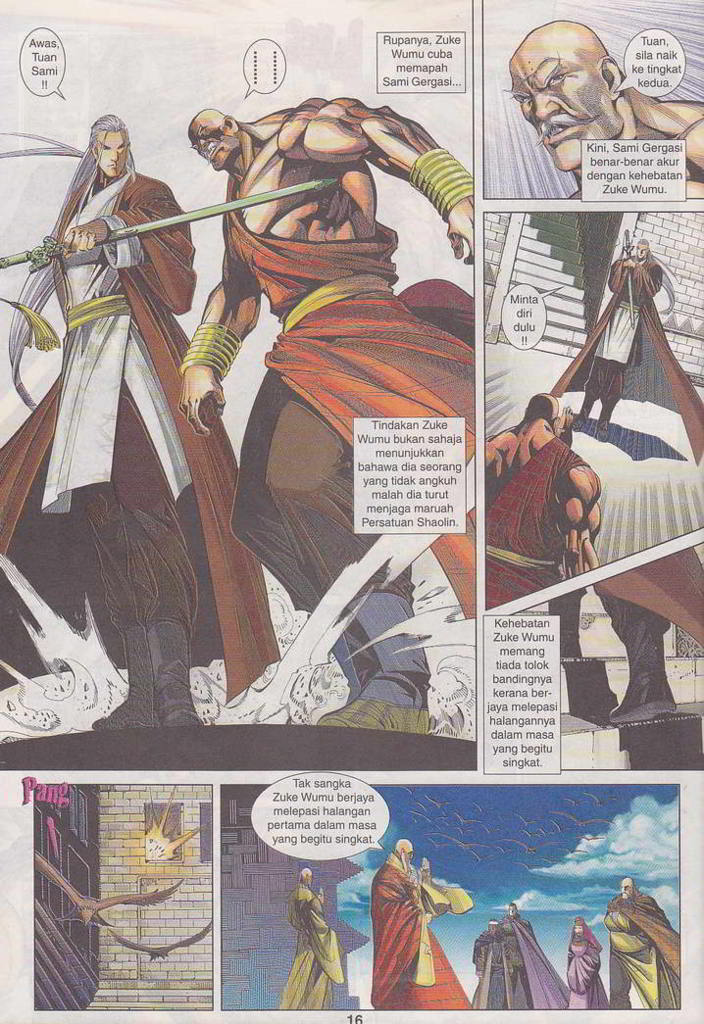 Awas,
Tuan
Sami
!!
Rupanya, Zuke
Wumu cuba
memapah
Sami Gergasi...
Tindakan Zuke
Wumu bukan sahaja
menunjukkan
bahawa dia seorang
yang tidak angkuh
malah dia turut
menjaga maruah
Persatuan Shaolin.
Tuan,
sila naik
ke tingkat
kedua.
Kini, Sami Gergasi
benar-benar akur
dengan kehebatan
Zuke Wumu.
Minta
diri
dulu
!!
Kehebatan
Zuke Wumu
memang
tiada tolok
bandingnya
kerana ber-
jaya melepasi
halangannya
dalam masa
yang begitu
singkat.
Pang
!
Tak sangka
Zuke Wumu berjaya
melepasi halangan
pertama dalam masa
yang begitu singkat.
16